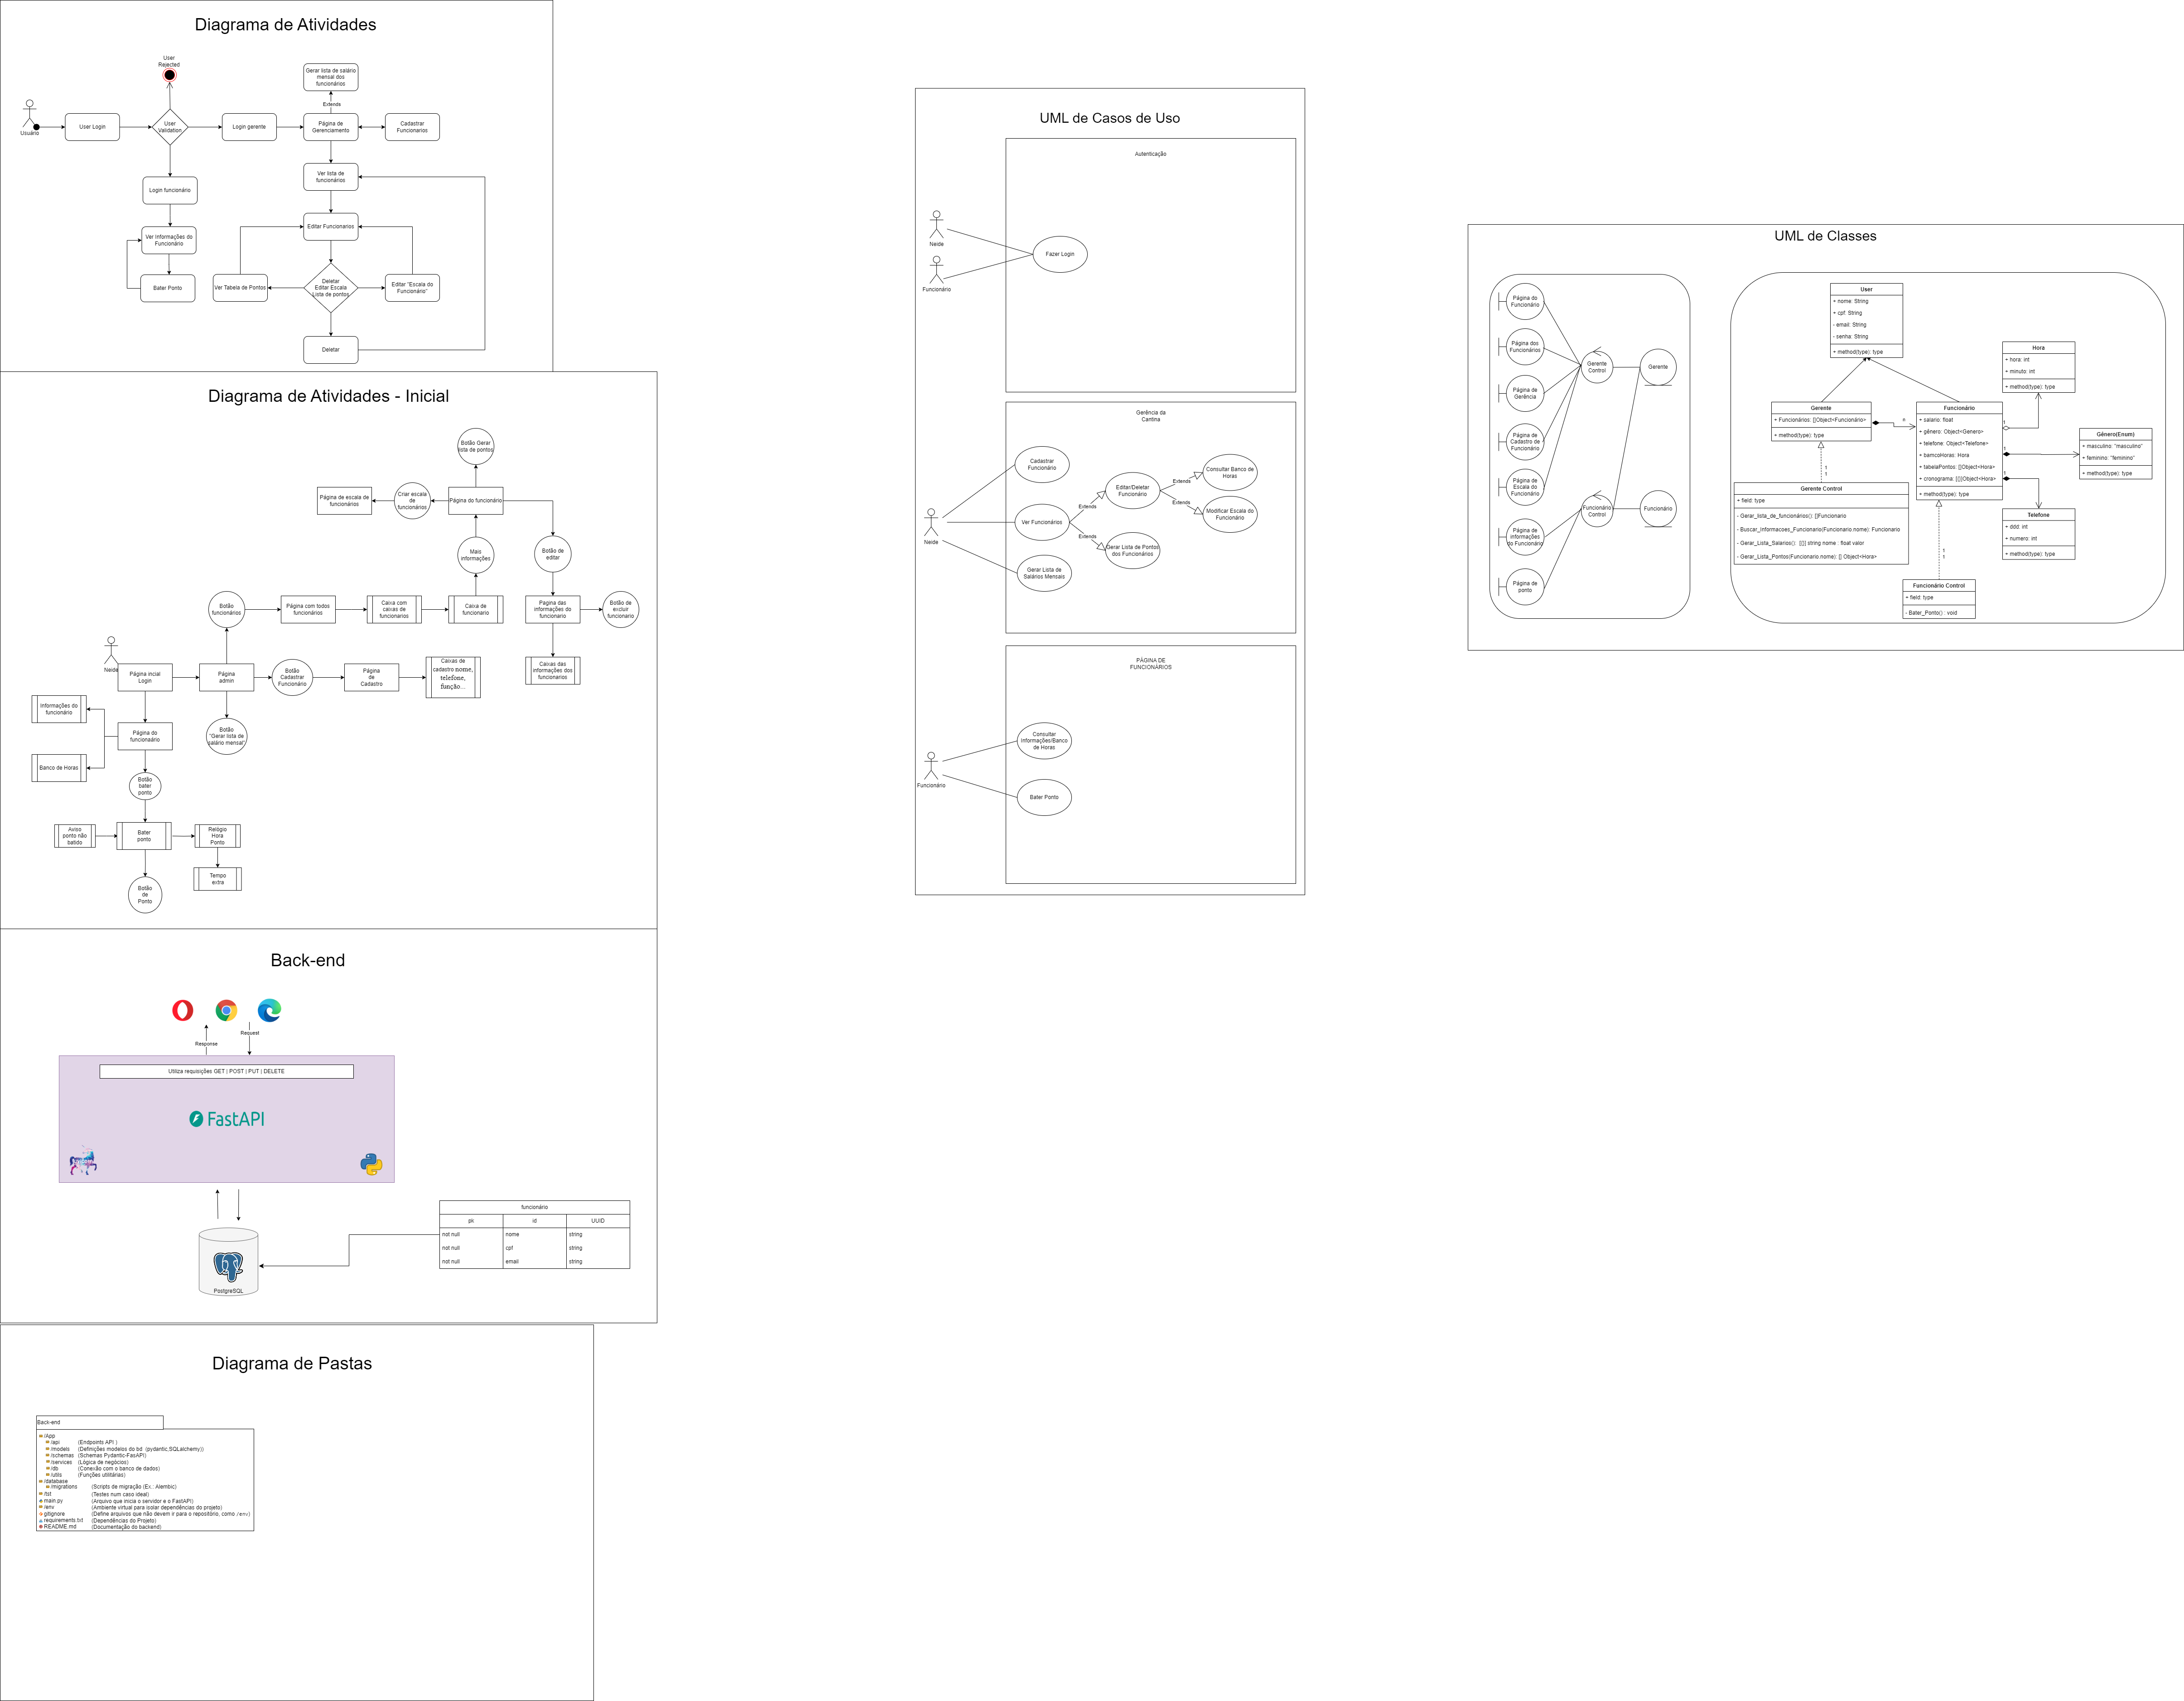 Diagrama de Atividades
User
Rejected
Gerar lista de salário
mensal dos
funcionários
Extends
Usuário
User Login
User
Validation
Login gerente
Página de
Gerenciamento
Cadastrar
Funcionarios
Ver lista de
funcionários
Login funcionário
Editar Funcionarios
Ver Informações do
Funcionário
Bater Ponto
Ver Tabela de Pontos
Deletar
Editar Escala
Lista de pontos
Editar "Escala do
Funcionário"
Deletar
Diagrama de Atividades - Inicial
Botão Gerar
lista de pontos
Página de escala de
funcionários
Criar escala
de
funcionários
Página do funcionário
Mais
informações
Botão de
editar
Botão
funcionários
Página com todos
funcionários
Caixa com
caixas de
funcionarios
Caixa de
funcionario
Pagina das
informações do
funcionario
Botão de
excluir
funcionario
Neide
Página incial
Login
Página
admin
Botão
Cadastrar
Funcionário
Página
de
Cadastro
Caixas de
cadastro nome,
telefone,
função...
Caixas das
informações dos
funcionarios
Informações do
funcionário
Página do
funcionaário
Botão
"Gerar lista de
salário mensal"
Banco de Horas
Botão
bater
ponto
Aviso
ponto não
batido
Bater
ponto
Relógio
Hora
Ponto
Tempo
extra
Botão
de
Ponto
Back-end
Response
Request
Utiliza requisições GET | POST | PUT | DELETE
FastAPI
PostgreSQL
funcionário
pk id UUID
not null nome string
not null cpf string
not null email string
Diagrama de Pastas
Back-end
/App
/api (Endpoints API )
/models (Definições modelos do bd (pydantic,SQLalchemy))
/schemas (Schemas Pydantic-FasAPI)
/services (Lógica de negócios)
/db (Conexão com o banco de dados)
/utils (Funções utilitárias)
/database
/migrations (Scripts de migração (Ex.: Alembic)
/tst (Testes num caso ideal)
main.py (Arquivo que inicia o servidor e o FastAPI)
/env (Ambiente virtual para isolar dependências do projeto)
gitignore (Define arquivos que não devem ir para o repositório, como /env)
requirements.txt (Dependências do Projeto)
README.md (Documentação do backend)
UML de Casos de Uso
Autenticação
Neide
Funcionário
Fazer Login
Gerência da
Cantina
Cadastrar
Funcionário
Neide
Ver Funcionários
Extends
Extends
Editar/Deletar
Funcionário
Extends
Extends
Consultar Banco de
Horas
Modificar Escala do
Funcionário
Gerar Lista de Pontos
dos Funcionários
Gerar Lista de
Salários Mensais
PÁGINA DE
FUNCIONÁRIOS
Consultar
Informações/Banco
de Horas
Funcionário
Bater Ponto
UML de Classes
Página do
Funcionário
Página dos
Funcionários
Página de
Gerência
Página de
Cadastro de
Funcionário
Página de
Escala do
Funcionário
Página de
informações
do Funcionário
Página de
ponto
Gerente
Control
Gerente
Funcionário
Control
Funcionário
User
+ nome: String
+ cpf: String
- email: String
- senha: String
+ method(type): type
Hora
+ hora: int
+ minuto: int
+ method(type): type
Gerente
+ Funcionários: []Object<Funcionário>
+ method(type): type
n
Funcionário
+ salario: float
+ gênero: Object<Genero>
+ telefone: Object<Telefone>
+ bamcoHoras: Hora
+ tabelaPontos: []Object<Hora>
+ cronograma: [{}]Object<Hora>
+ method(type): type
1
1
1
Gênero(Enum)
+ masculino: "masculino"
+ feminino: "feminino"
+ method(type): type
1
1
Gerente Control
+ field: type
- Gerar_lista_de_funcionários(): []Funcionario
- Buscar_Informacoes_Funcionario(Funcionario nome): Funcionario
- Gerar_Lista_Salarios(): [{}] string nome : float valor
- Gerar_Lista_Pontos(Funcionario nome): [] Object<Hora>
Telefone
+ ddd: int
+ numero: int
+ method(type): type
1
1
Funcionário Control
+ field: type
- Bater_Ponto() : void